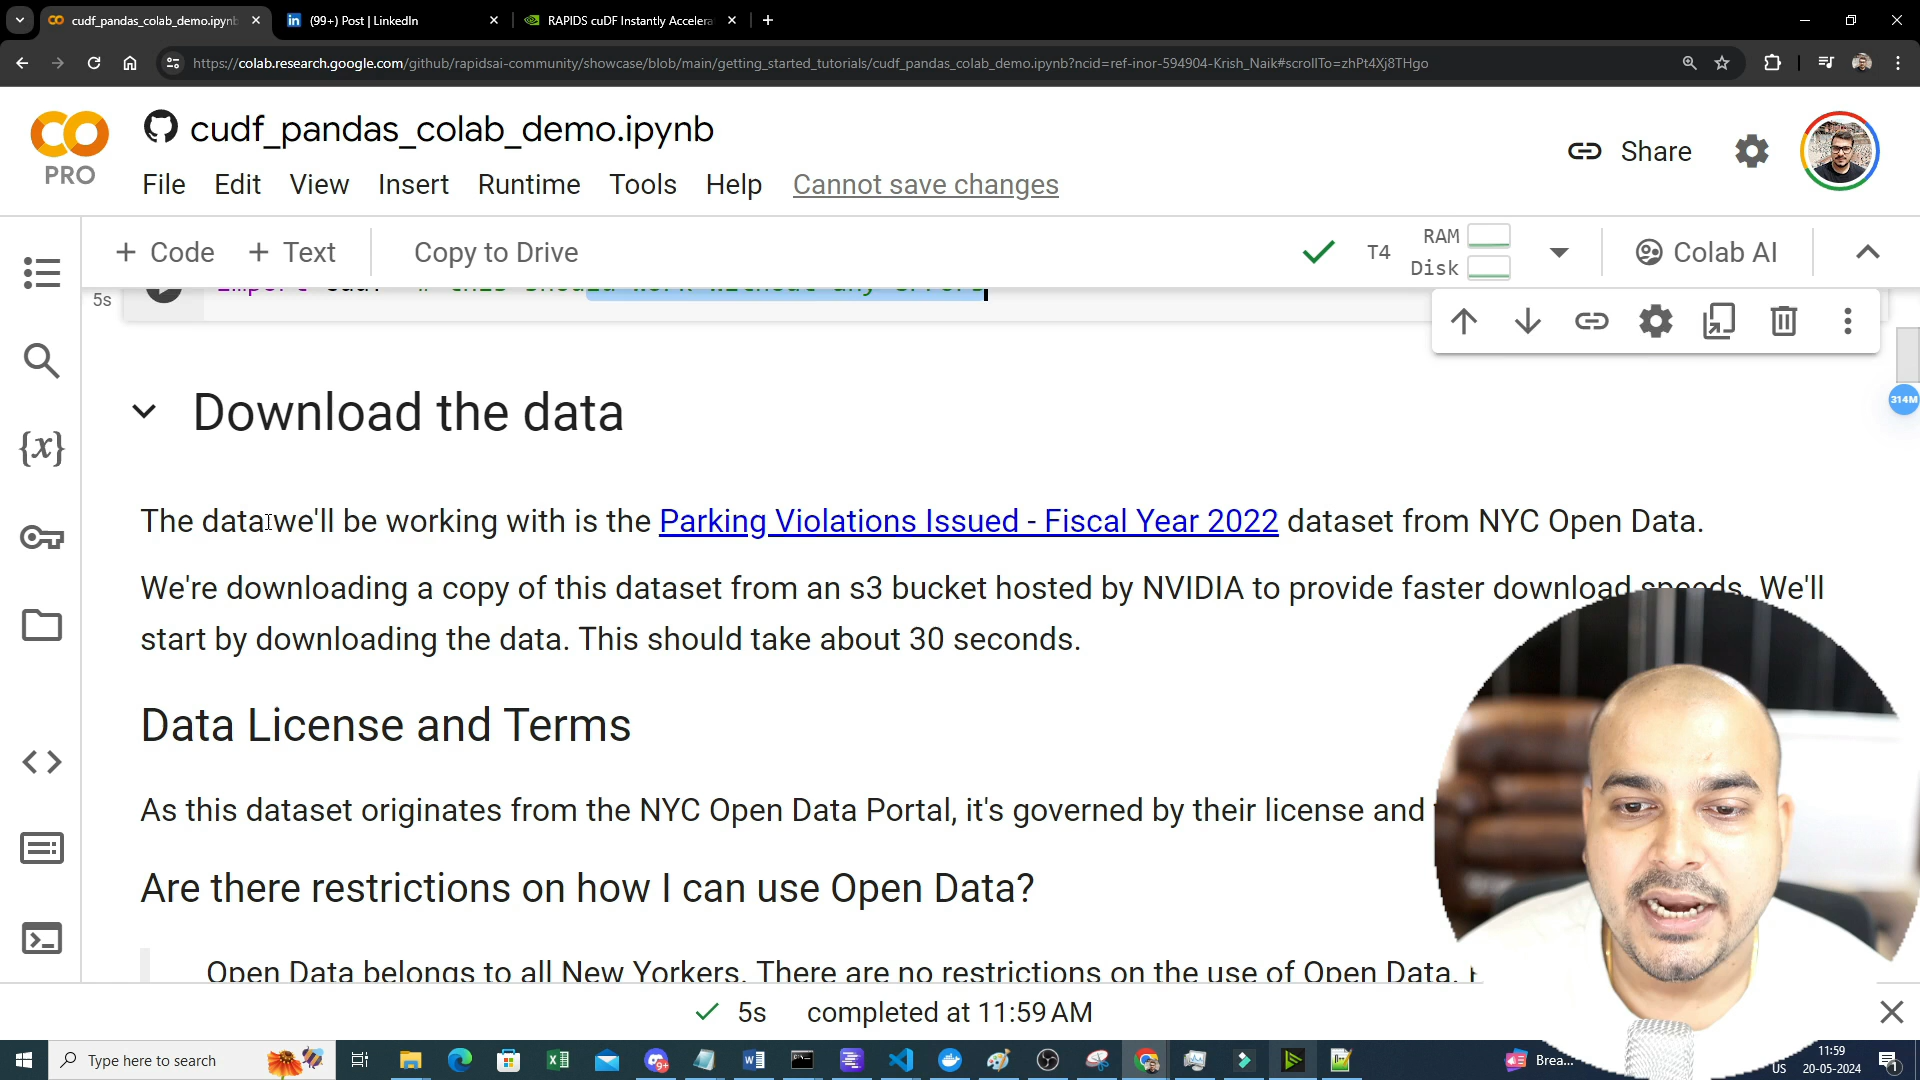 cudf_pandas_colab_demo.ipynb
(99+) Post | LinkedIn
RAPIDS cuDF Instantly Accelera
https://colab.research.google.com/github/rapidsai-community/showcase/blob/main/getting_started_tutorials/cudf_pandas_colab_demo.ipynb?ncid=ref-inor-594904-Krish_Naik#scrollTo=zhPt4Xj8THgo
cudf_pandas_colab_demo.ipynb
PRO
File Edit View Insert Runtime Tools Help Cannot save changes
Share
+ Code + Text Copy to Drive
T4 RAM Disk
Colab AI
5s
import cudf # this should work without any errors
Download the data
314M
The data we'll be working with is the Parking Violations Issued - Fiscal Year 2022 dataset from NYC Open Data.
We're downloading a copy of this dataset from an s3 bucket hosted by NVIDIA to provide faster download speeds. We'll
start by downloading the data. This should take about 30 seconds.
Data License and Terms
As this dataset originates from the NYC Open Data Portal, it's governed by their license and
Are there restrictions on how I can use Open Data?
Open Data belongs to all New Yorkers. There are no restrictions on the use of Open Data.
5s completed at 11:59 AM
Type here to search
Brea...
US
11:59
20-05-2024